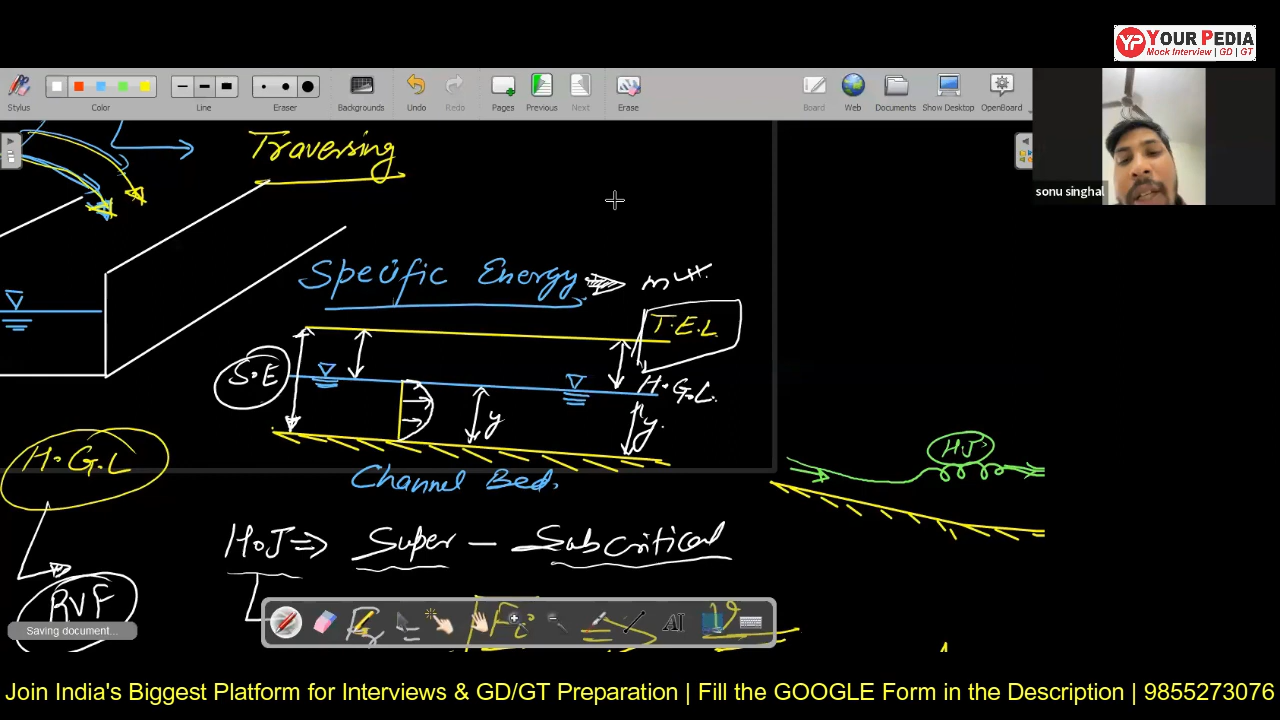 YP YOUR PEDIA
Mock Interview | GD | GT
Stylus
Color
Line
Eraser
Backgrounds
Undo
Redo
Pages
Previous
Next
Erase
Board
Web
Documents
Show Desktop
OpenBoard
sonu singhal
Traversing
Specific Energy
T.E.L
S.E
H.G.L.
y
y.
Channel Bed.
H.G.L
H.J
H.J => Super - Subcritical
RVF
Saving document...
Join India's Biggest Platform for Interviews & GD/GT Preparation | Fill the GOOGLE Form in the Description | 9855273076